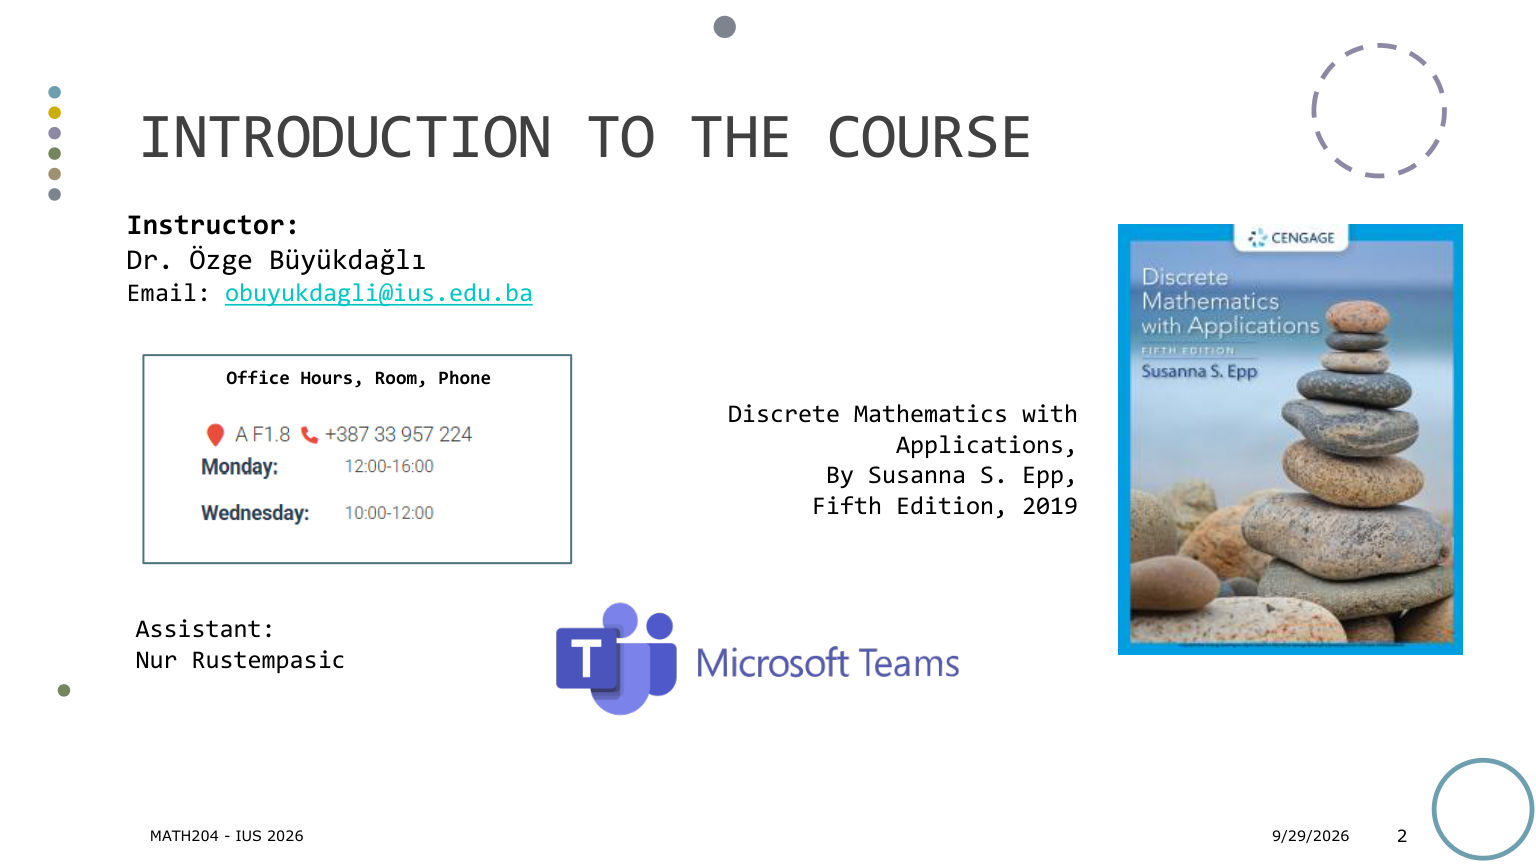 INTRODUCTION TO THE COURSE
Instructor:
Dr. Özge Büyükdağlı
Email: obuyukdagli@ius.edu.ba
Office Hours, Room, Phone
A F1.8 +387 33 957 224
Monday: 12:00-16:00
Wednesday: 10:00-12:00
Assistant:
Nur Rustempasic
T Microsoft Teams
Discrete Mathematics with
Applications,
By Susanna S. Epp,
Fifth Edition, 2019
CENGAGE
Discrete
Mathematics
with Applications
FIFTH EDITION
Susanna S. Epp
MATH204 - IUS 2026
9/29/2026
2